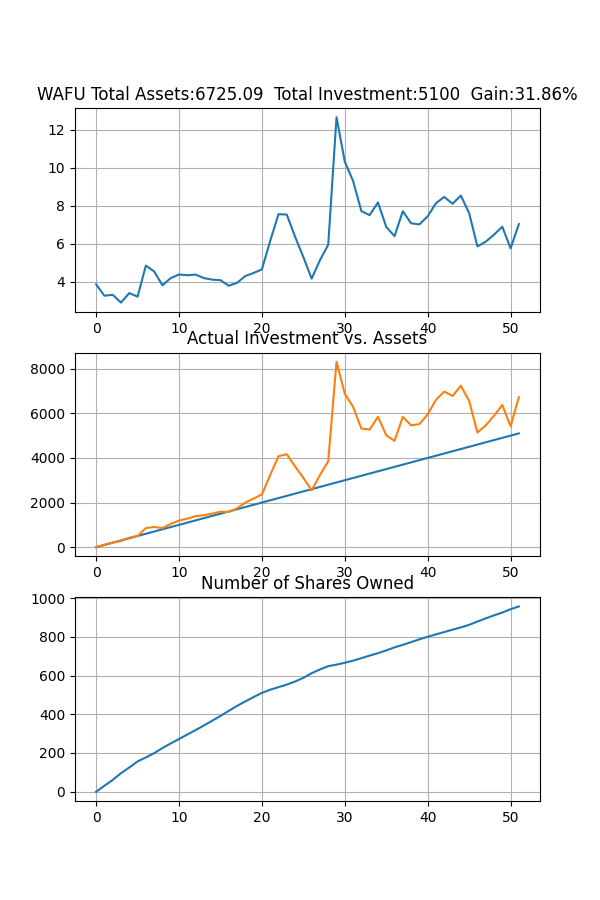 WAFU Total Assets:6725.09  Total Investment:5100  Gain:31.86%
12
10
8
6
4
0 10 20 30 40 50
Actual Investment vs. Assets
8000
6000
4000
2000
0
0 10 20 30 40 50
Number of Shares Owned
1000
800
600
400
200
0
0 10 20 30 40 50